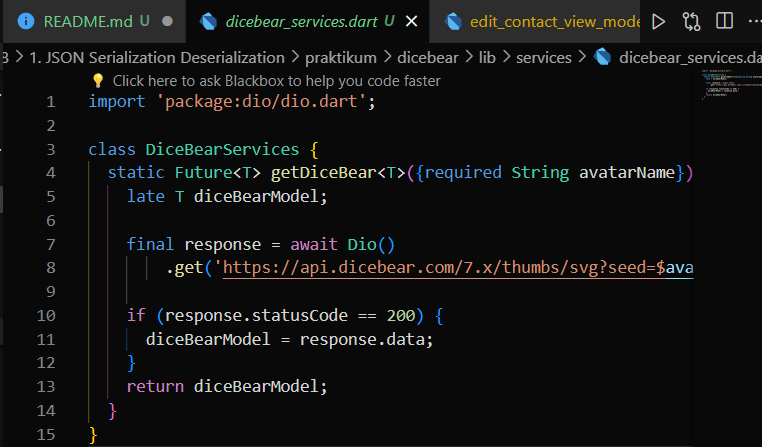 README.md U
dicebear_services.dart U
edit_contact_view_mode
3 > 1. JSON Serialization Deserialization > praktikum > dicebear > lib > services > dicebear_services.da
Click here to ask Blackbox to help you code faster
1 import 'package:dio/dio.dart';
2
3 class DiceBearServices {
4 static Future<T> getDiceBear<T>({required String avatarName})
5 late T diceBearModel;
6
7 final response = await Dio()
8 .get('https://api.dicebear.com/7.x/thumbs/svg?seed=$ava
9
10 if (response.statusCode == 200) {
11 diceBearModel = response.data;
12 }
13 return diceBearModel;
14 }
15 }